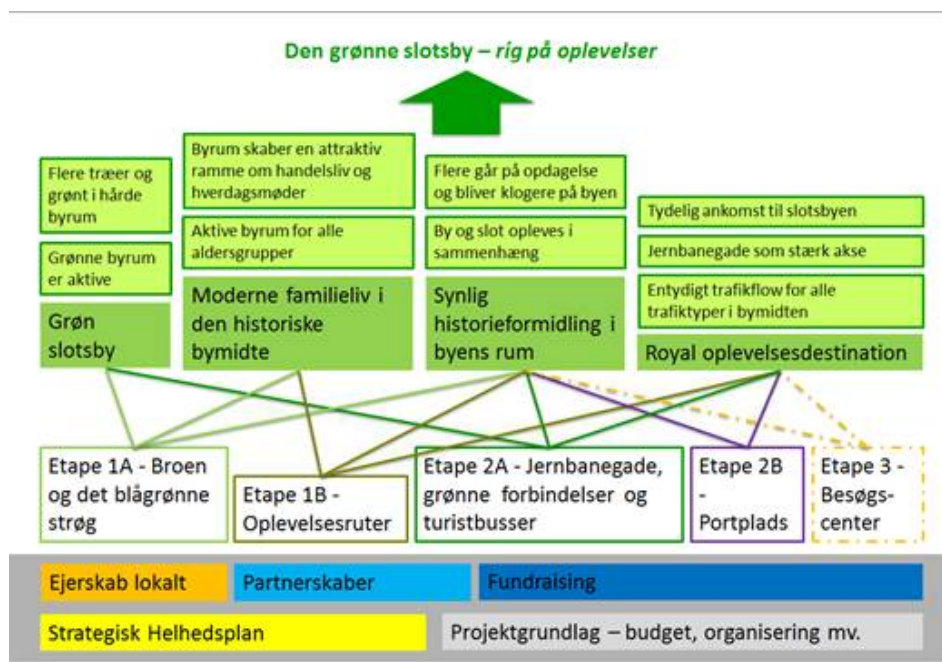 Den grønne slotsby – rig på oplevelser
Flere træer og
grønt i hårde
byrum
Grønne byrum
er aktive
Grøn
slotsby
Byrum skaber en attraktiv
ramme om handelsliv og
hverdagsmøder
Aktive byrum for alle
aldersgrupper
Moderne familieliv i
den historiske
bymidte
Flere går på opdagelse
og bliver klogere på byen
By og slot opleves i
sammenhæng
Synlig
historieformidling i
byens rum
Tydelig ankomst til slotsbyen
Jernbanegade som stærk akse
Entydigt trafikflow for alle
trafiktyper i bymidten
Royal oplevelsesdestination
Etape 1A - Broen
og det blågrønne
strøg
Etape 1B -
Oplevelsesruter
Etape 2A - Jernbanegade,
grønne forbindelser og
turistbusser
Etape 2B
-
Portplads
Etape 3 -
Besøgs-
center
Ejerskab lokalt
Partnerskaber
Fundraising
Strategisk Helhedsplan
Projektgrundlag – budget, organisering mv.